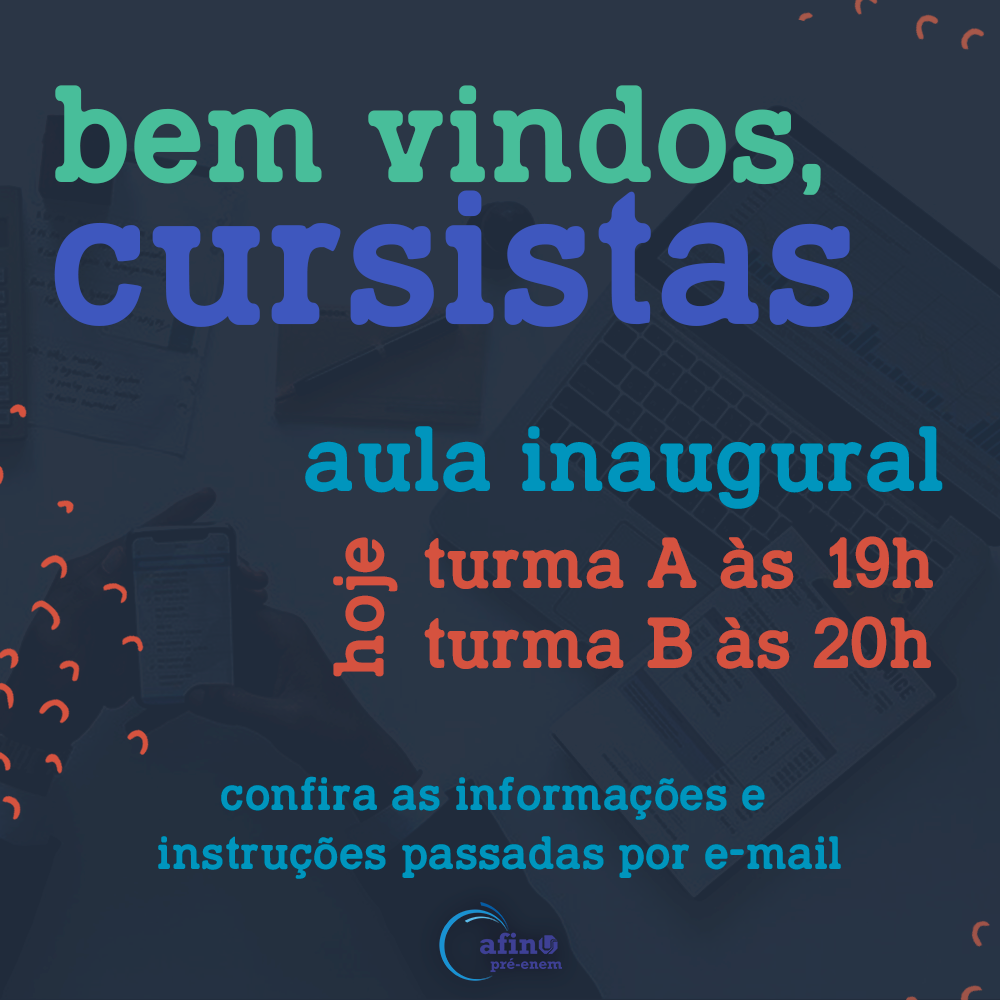 bem vindos,
cursistas
aula inaugural
hoje
turma A às 19h
turma B às 20h
confira as informações e
instruções passadas por e-mail
afinu
pré-enem